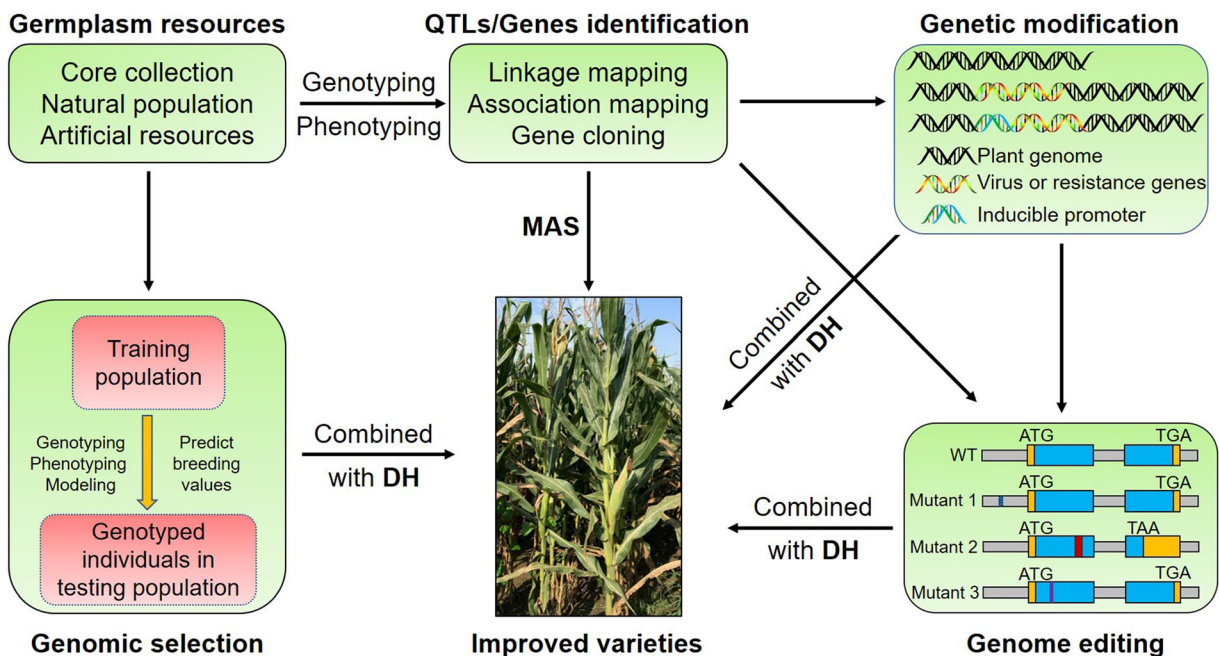 Germplasm resources
Core collection
Natural population
Artificial resources
Genotyping
Phenotyping
QTLs/Genes identification
Linkage mapping
Association mapping
Gene cloning
Genetic modification
Plant genome
Virus or resistance genes
Inducible promoter
MAS
Combined
with DH
Training
population
Genotyping
Phenotyping
Modeling
Predict
breeding
values
Genotyped
individuals in
testing population
Genomic selection
Combined
with DH
Improved varieties
Combined
with DH
ATG TGA
WT
ATG TGA
Mutant 1
ATG TAA
Mutant 2
ATG TGA
Mutant 3
Genome editing